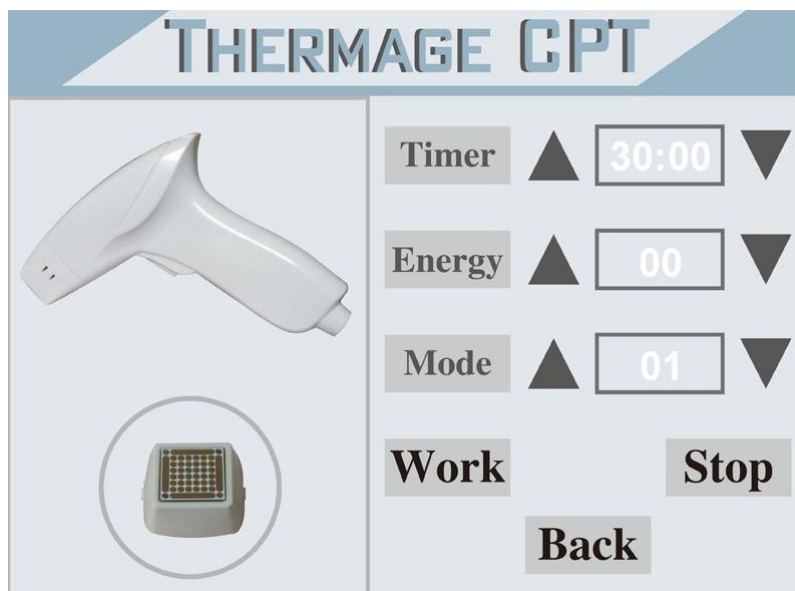 THERMAGE CPT
Timer 30:00
Energy 00
Mode 01
Work Stop
Back